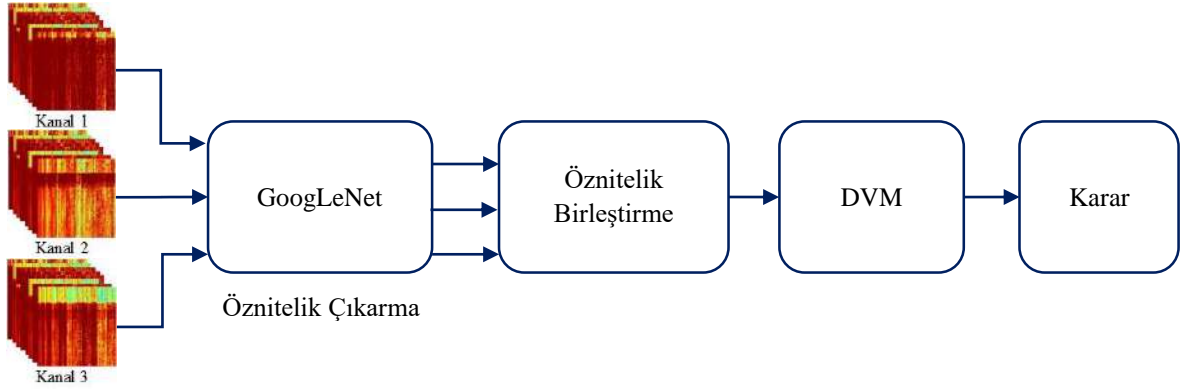 Kanal 1
Kanal 2
Kanal 3
GoogLeNet
Öznitelik Çıkarma
Öznitelik
Birleştirme
DVM
Karar